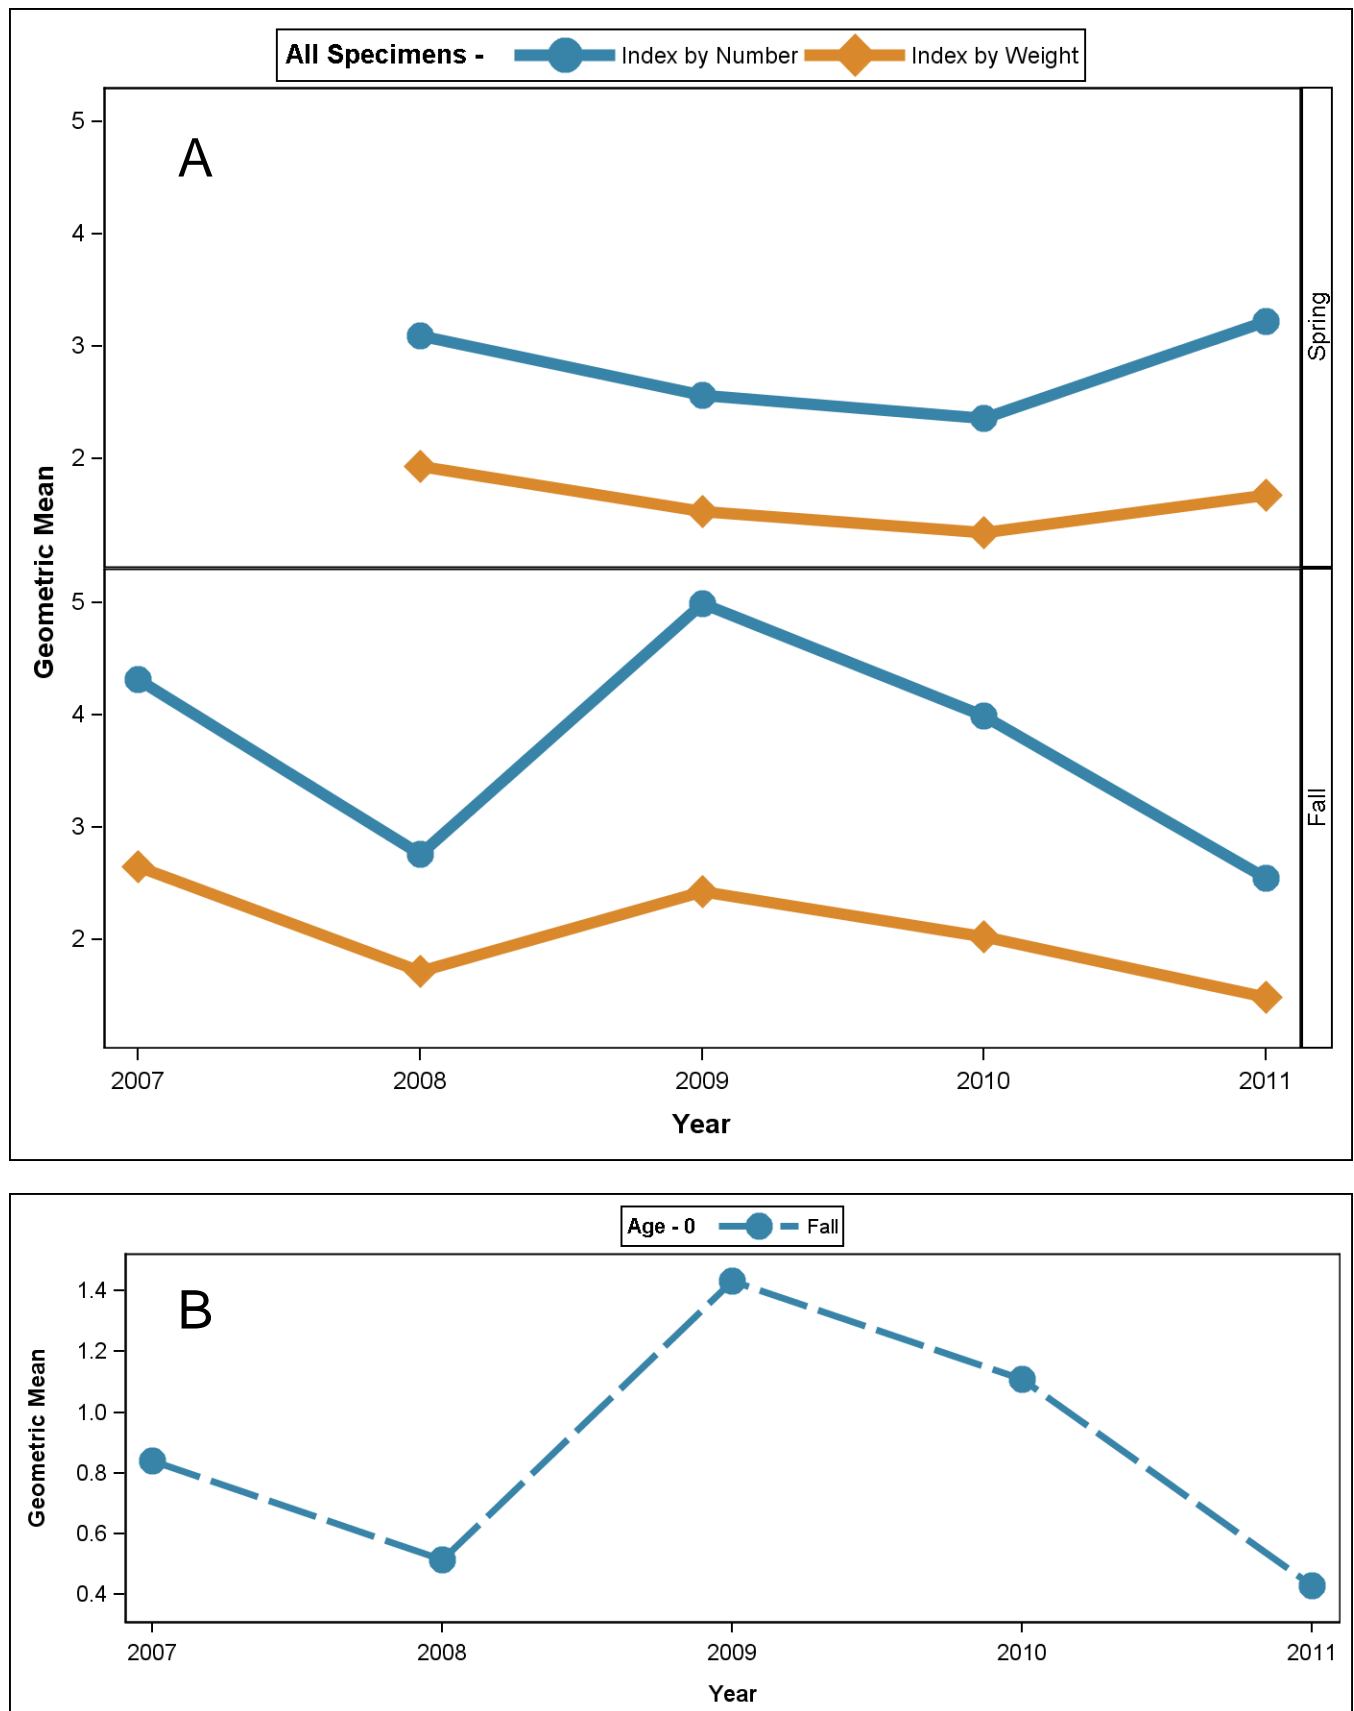 All Specimens - Index by Number Index by Weight
A
5
4
3
2
Spring
Geometric Mean
5
4
3
2
Fall
2007 2008 2009 2010 2011
Year
Age - 0 Fall
B
1.4
1.2
1.0
0.8
0.6
0.4
Geometric Mean
2007 2008 2009 2010 2011
Year